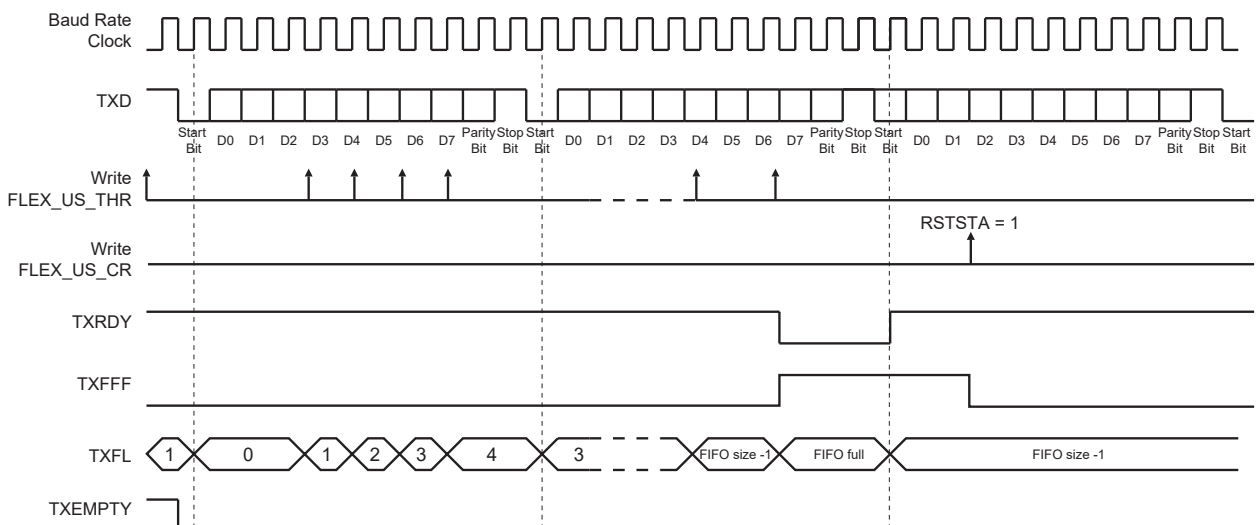 Baud Rate
Clock
TXD
Start Bit D0 D1 D2 D3 D4 D5 D6 D7 Parity Bit Stop Bit Start Bit D0 D1 D2 D3 D4 D5 D6 D7 Parity Bit Stop Bit Start Bit D0 D1 D2 D3 D4 D5 D6 D7 Parity Bit Stop Bit Start Bit
Write
FLEX_US_THR
RSTSTA = 1
Write
FLEX_US_CR
TXRDY
TXFFF
TXFL 1 0 1 2 3 4 3 FIFO size -1 FIFO full FIFO size -1
TXEMPTY